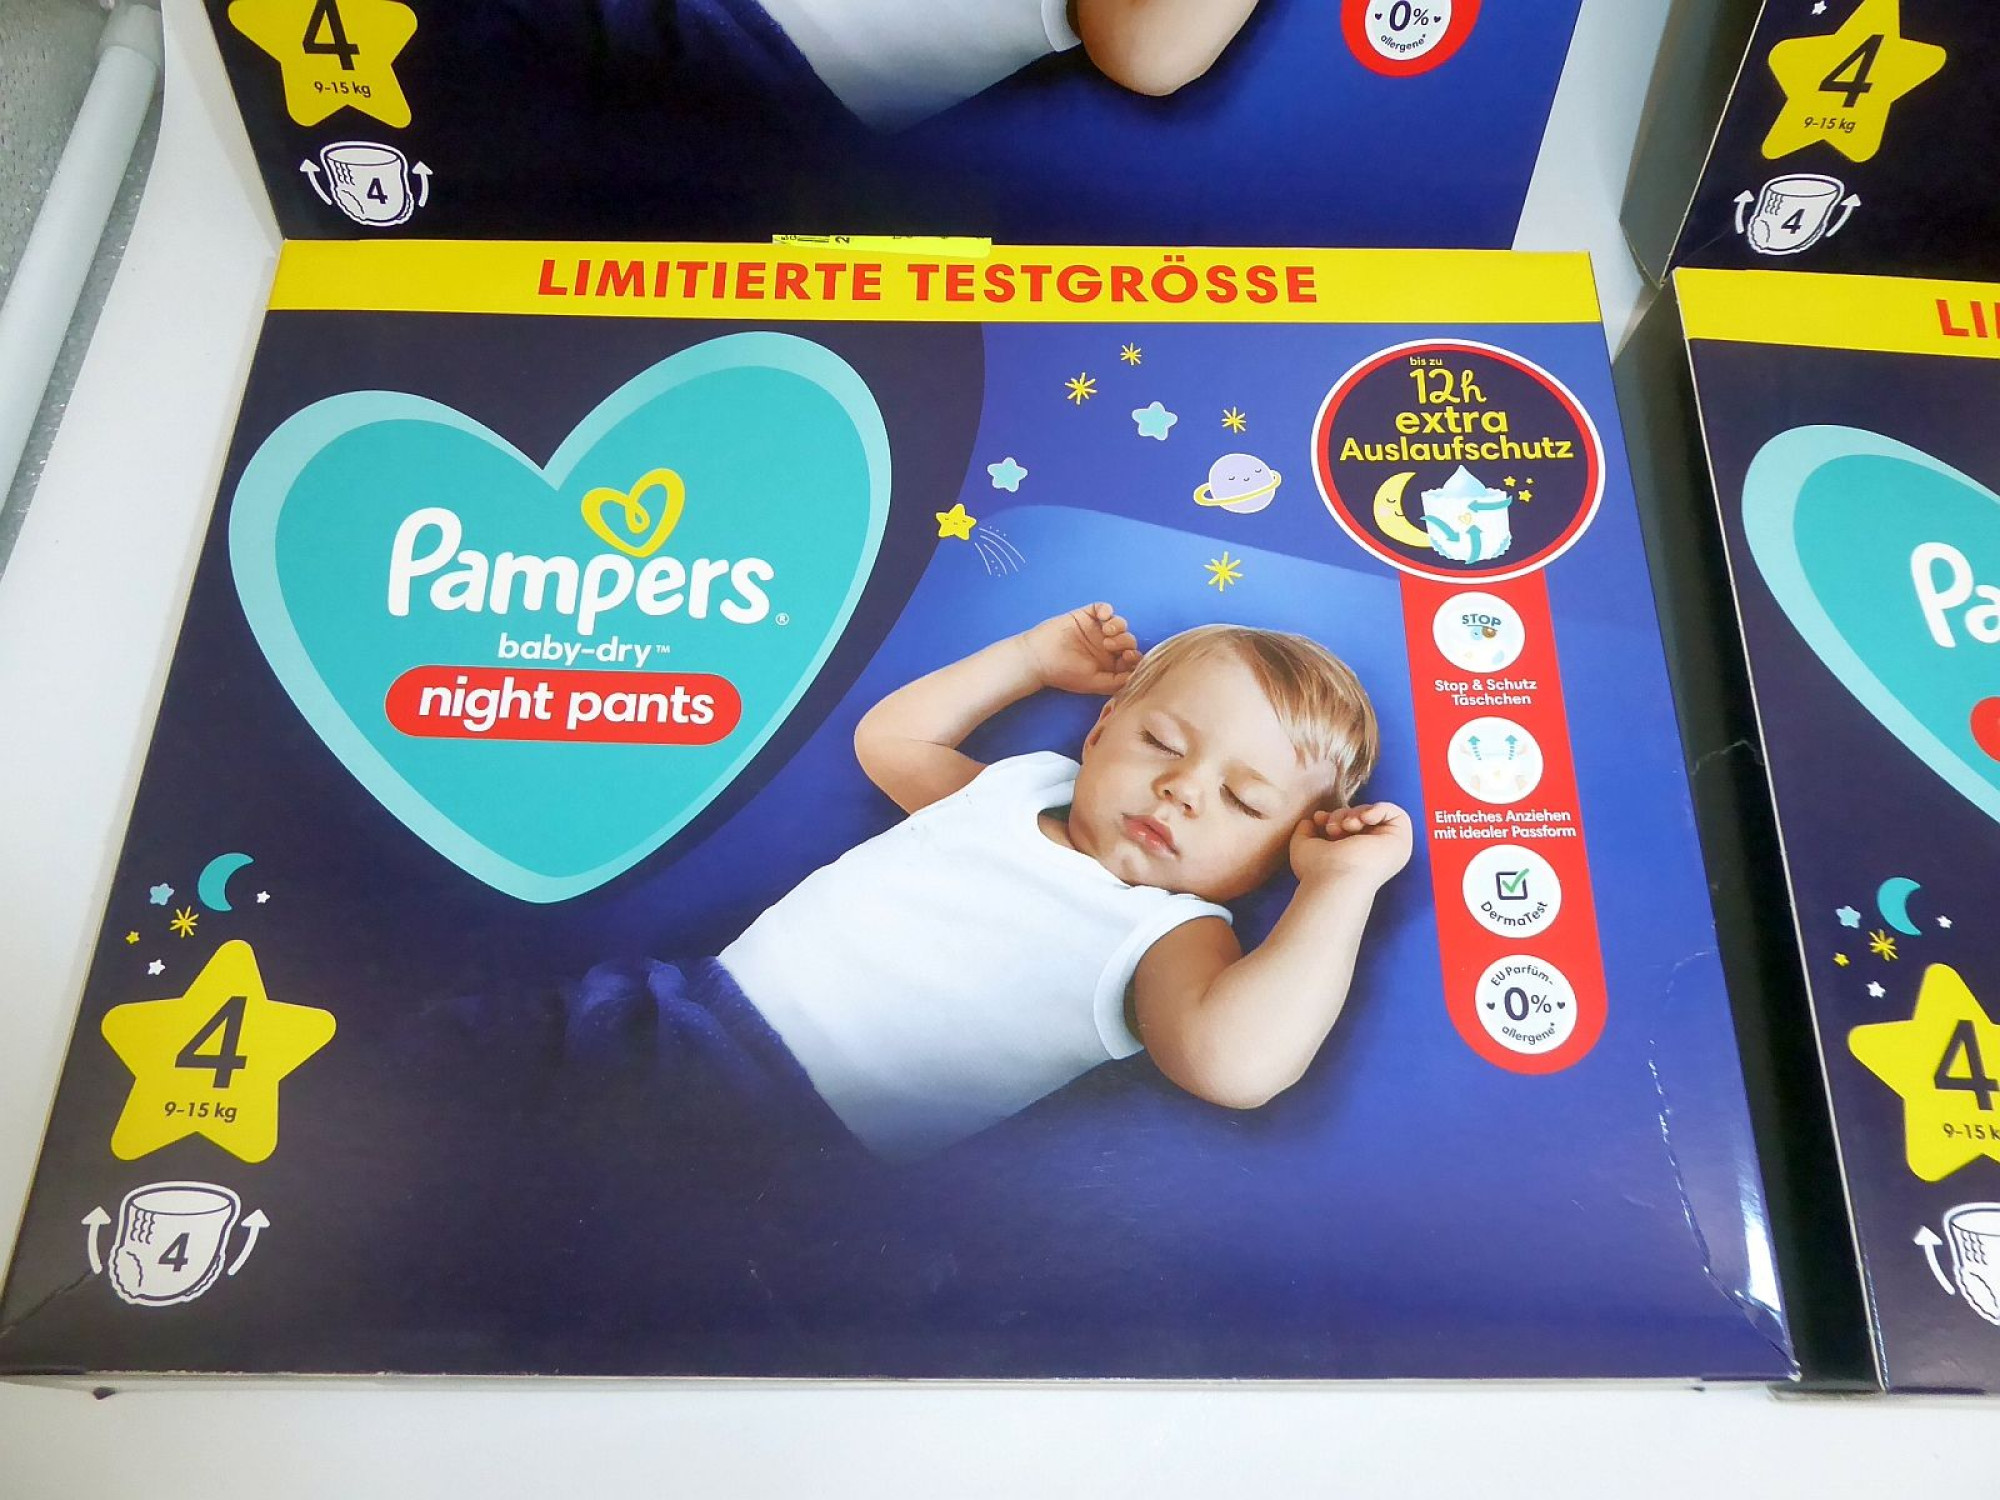 4
9-15 kg
4
0%
allergene*
4
9-15 kg
4
LIMITIERTE TESTGRÖSSE
Pampers®
baby-dry™
night pants
bis zu
12h
extra
Auslaufschutz
STOP
Stop & Schutz
Täschchen
Einfaches Anziehen
mit idealer Passform
DermaTest
EU Parfüm-
0%
allergene*
4
9-15 kg
4
LI
Pa
4
9-15 k